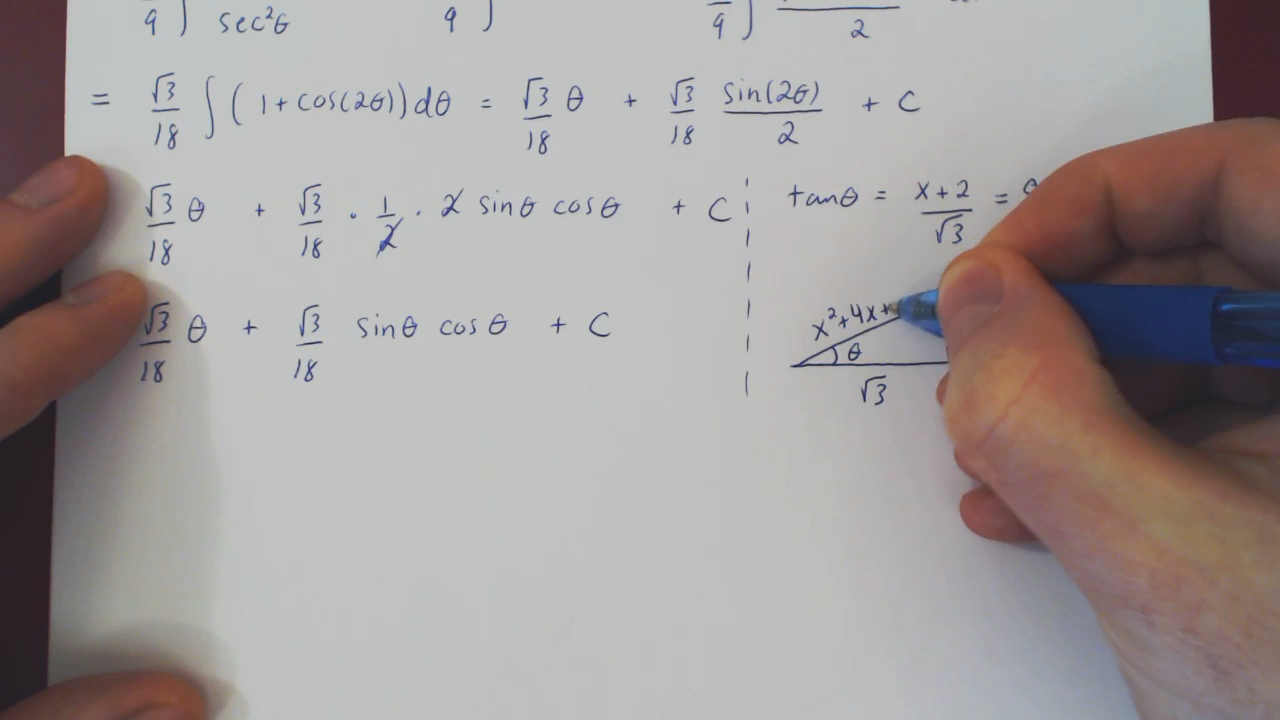 9 ∫ sec²θ 9 ∫ 9 ∫ 2
= √3/18 ∫ (1 + cos(2θ)) dθ = √3/18 θ + √3/18 sin(2θ)/2 + C
√3/18 θ + √3/18 · 1/2 · 2 sinθ cosθ + C
tanθ = (x+2)/√3 =
√3/18 θ + √3/18 sinθ cosθ + C
x²+4x+
θ
√3